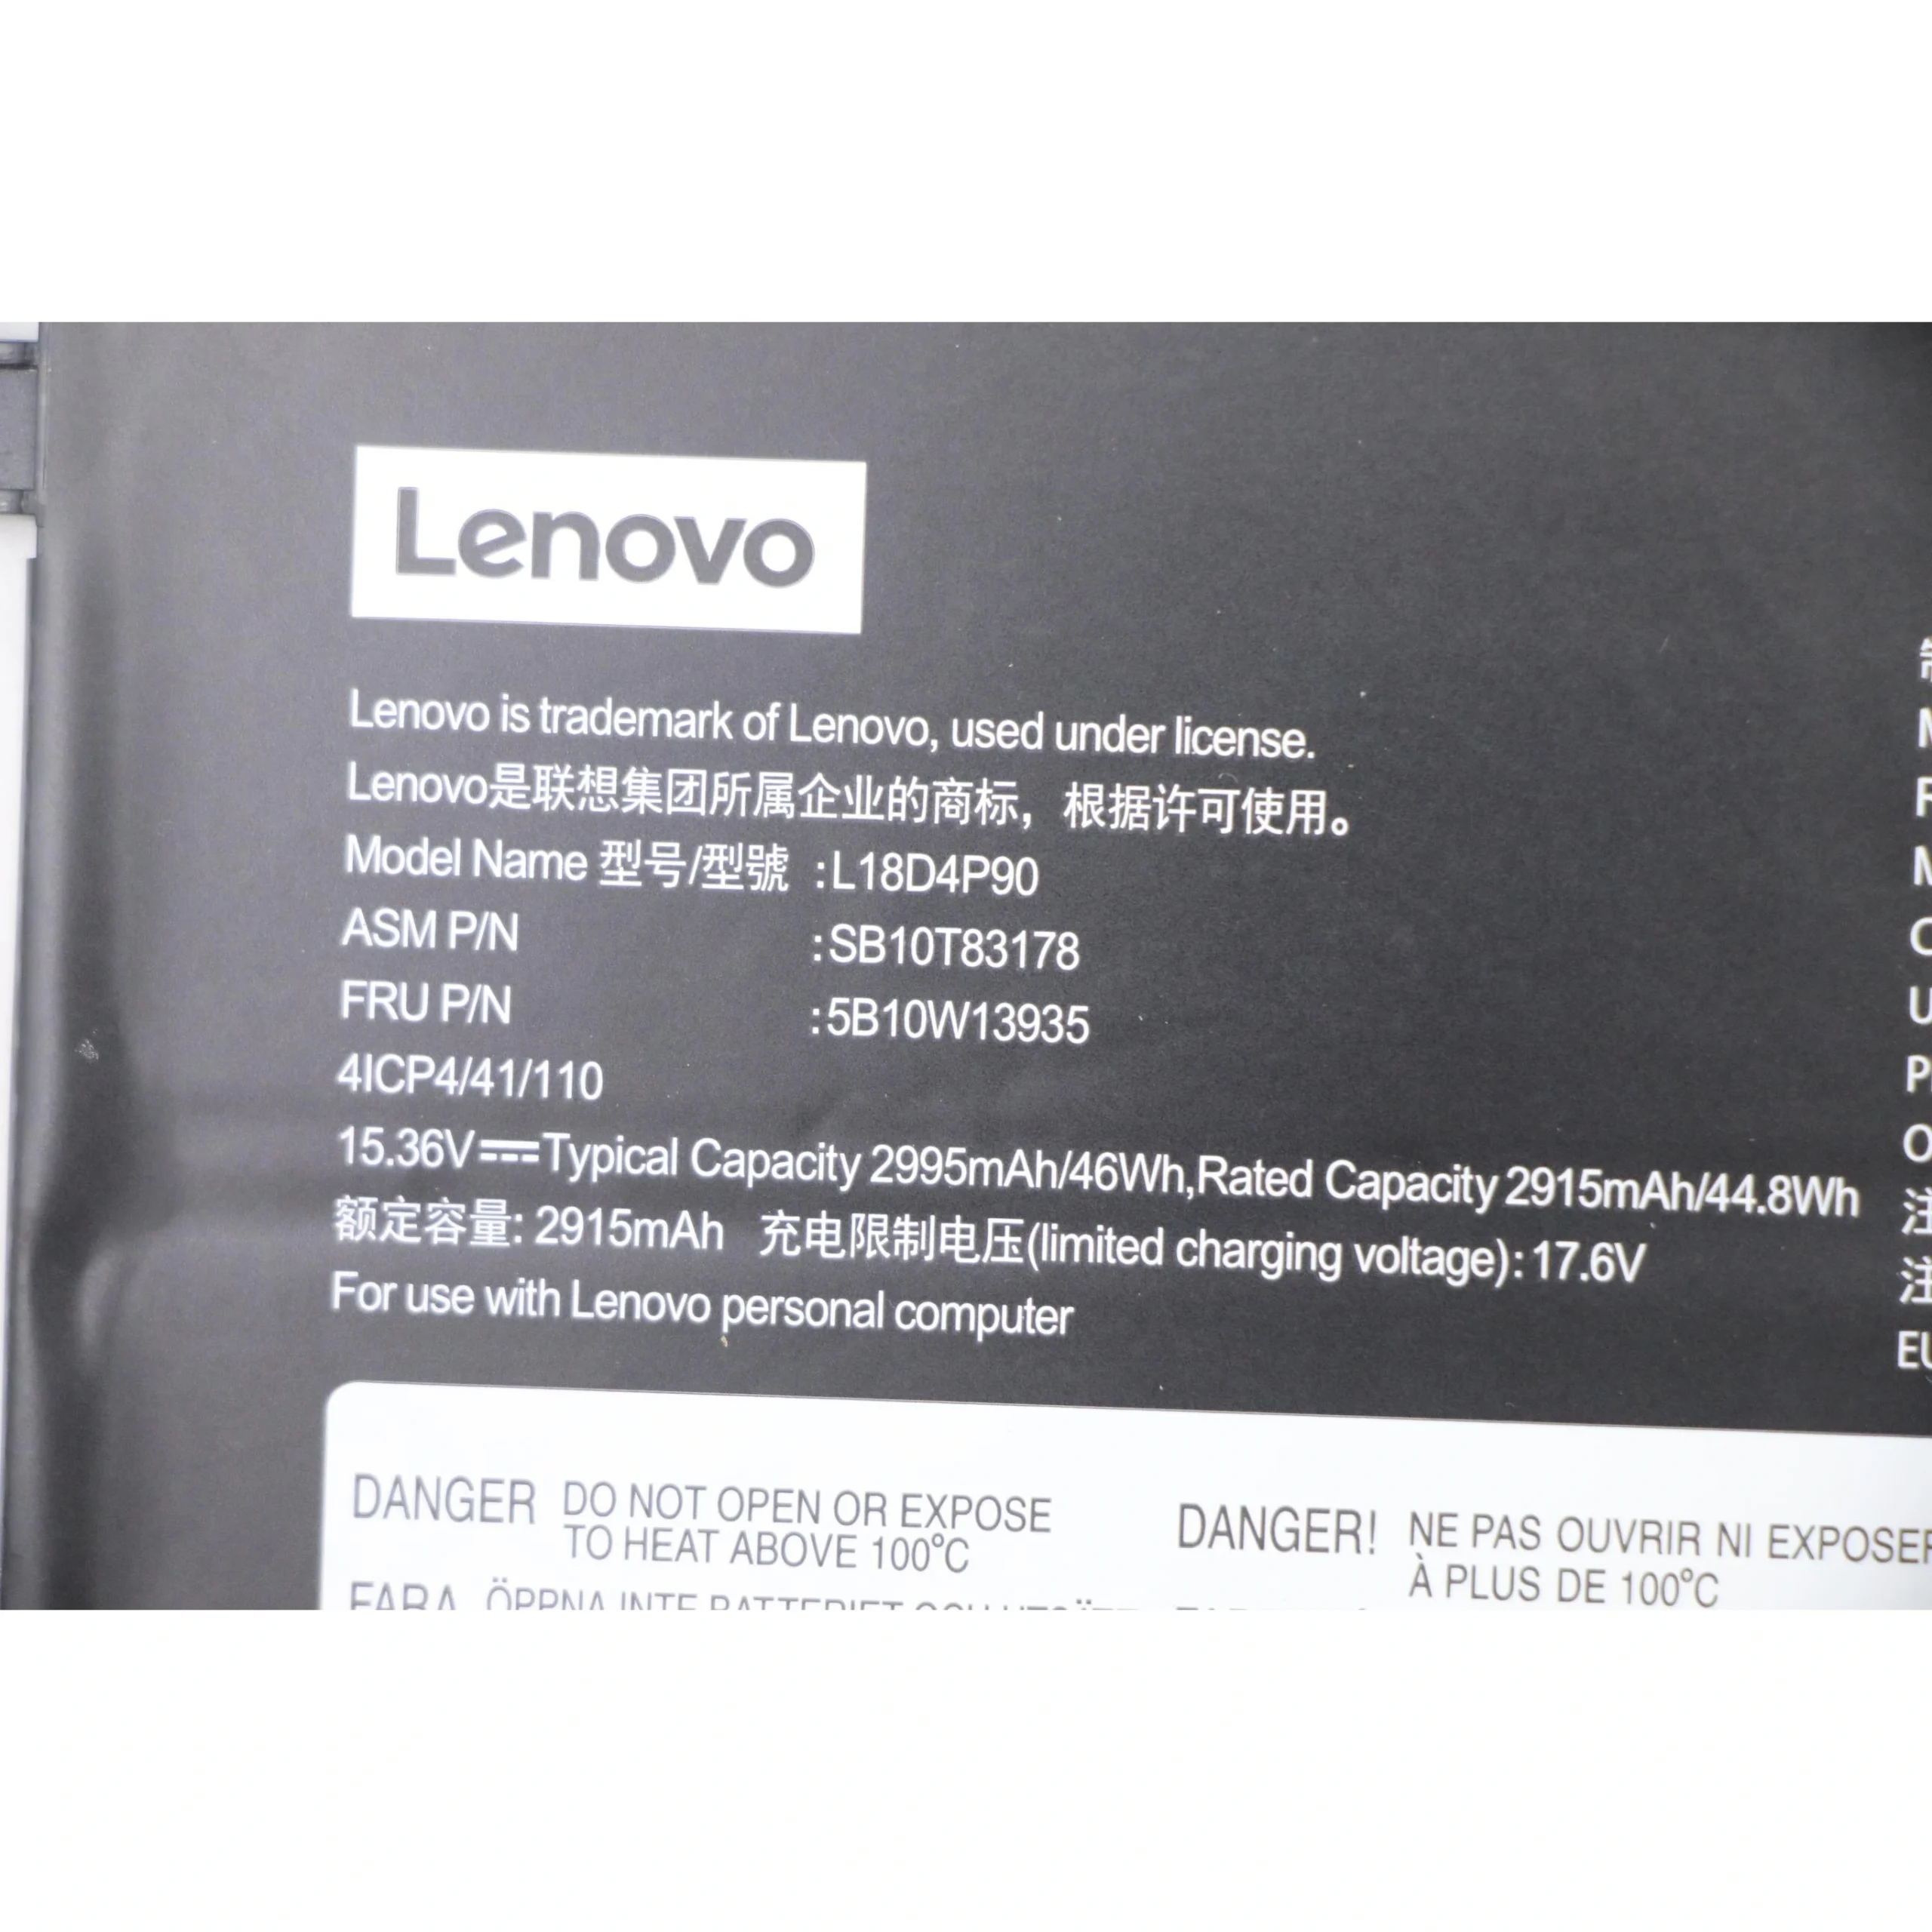 Lenovo
Lenovo is trademark of Lenovo, used under license.
Lenovo是联想集团所属企业的商标，根据许可使用。
Model Name 型号/型號 :L18D4P90
ASM P/N :SB10T83178
FRU P/N :5B10W13935
4ICP4/41/110
15.36V⎓Typical Capacity 2995mAh/46Wh,Rated Capacity 2915mAh/44.8Wh
额定容量: 2915mAh 充电限制电压(limited charging voltage): 17.6V
For use with Lenovo personal computer
DANGER DO NOT OPEN OR EXPOSE
TO HEAT ABOVE 100°C
DANGER! NE PAS OUVRIR NI EXPOSER
À PLUS DE 100°C
FARA ÖPPNA INTE BATTERIET OCH